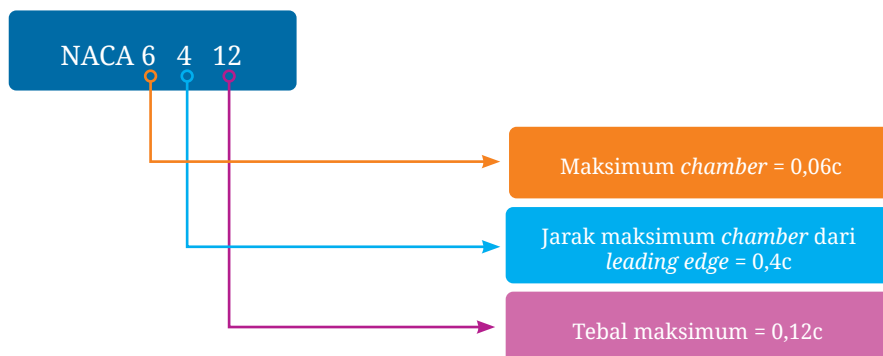 NACA 6 4 12
Maksimum chamber = 0,06c
Jarak maksimum chamber dari
leading edge = 0,4c
Tebal maksimum = 0,12c